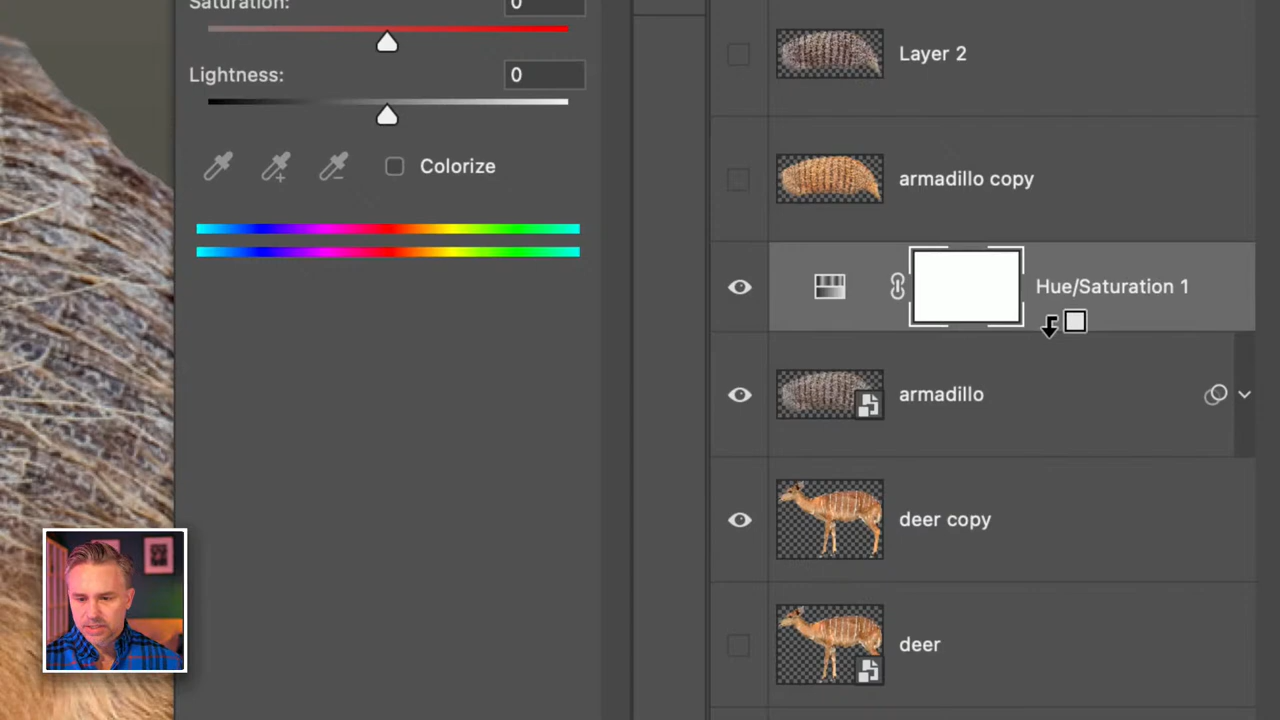 Saturation:
0
Lightness:
0
Colorize
Layer 2
armadillo copy
Hue/Saturation 1
armadillo
deer copy
deer